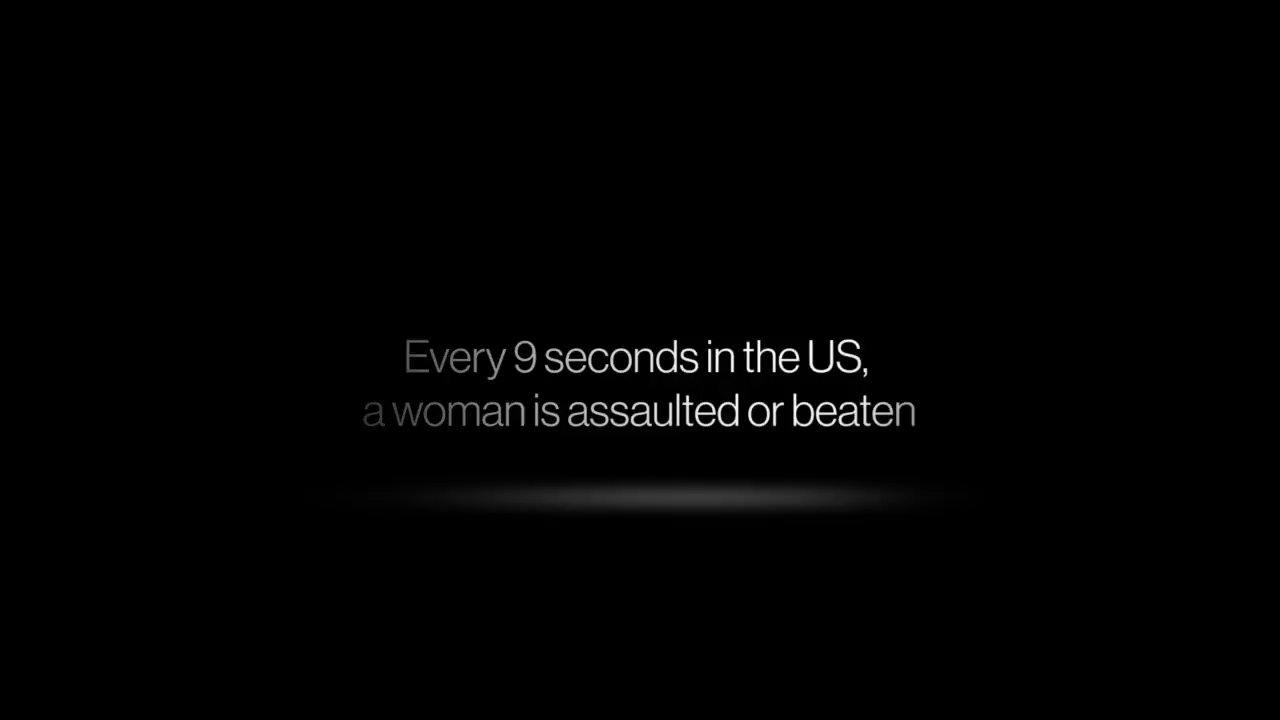 Every 9 seconds in the US,
a woman is assaulted or beaten